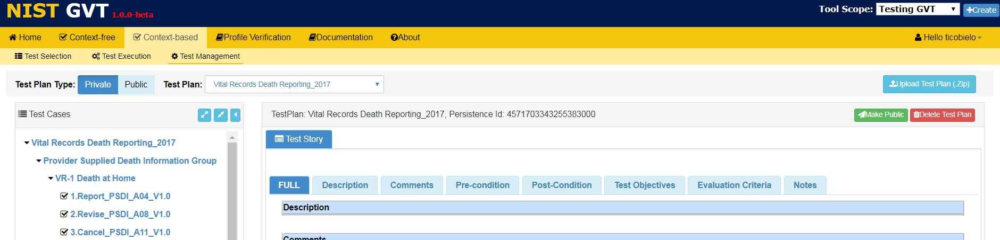 NIST GVT 1.0.0-beta
Tool Scope: Testing GVT Create
Home Context-free Context-based Profile Verification Documentation About Hello ticobielo
Test Selection Test Execution Test Management
Test Plan Type: Private Public Test Plan: Vital Records Death Reporting_2017 Upload Test Plan (.Zip)
Test Cases
TestPlan: Vital Records Death Reporting_2017, Persistence Id: 4571703343255383000 Make Public Delete Test Plan
Vital Records Death Reporting_2017
Provider Supplied Death Information Group
VR-1 Death at Home
1.Report_PSDI_A04_V1.0
2.Revise_PSDI_A08_V1.0
3.Cancel_PSDI_A11_V1.0
Test Story
FULL Description Comments Pre-condition Post-Condition Test Objectives Evaluation Criteria Notes
Description
Comments